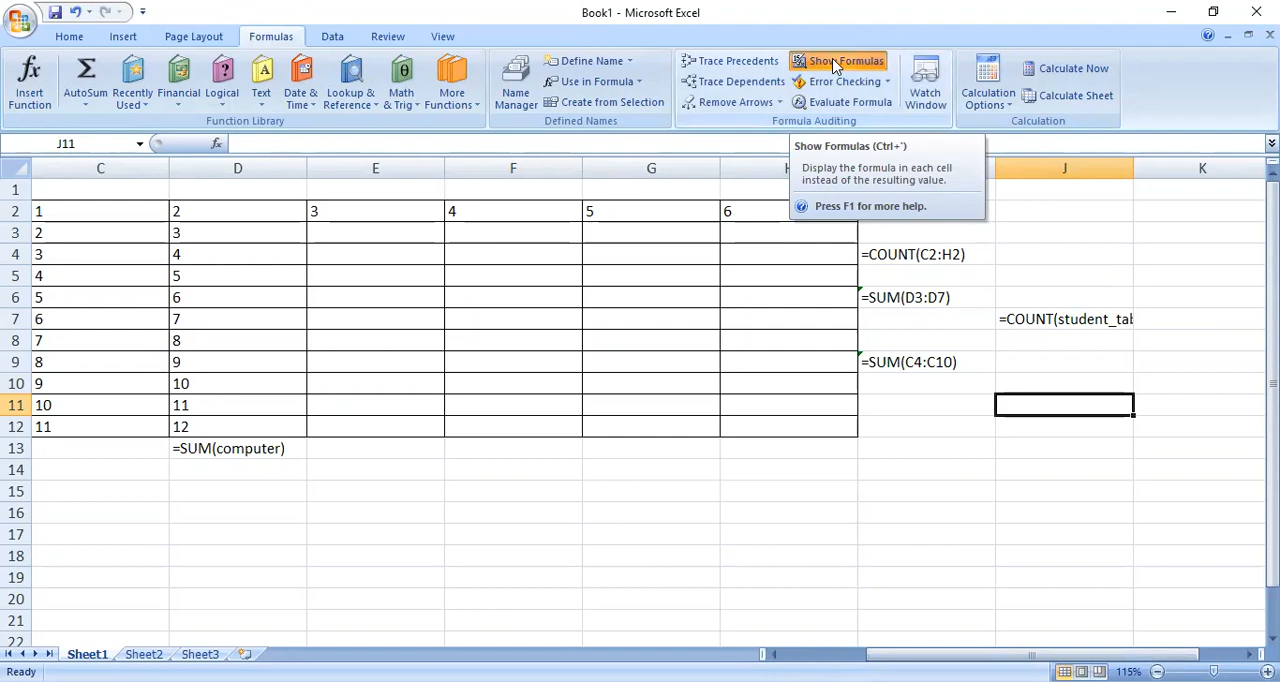 Book1 - Microsoft Excel
Home Insert Page Layout Formulas Data Review View
fx Insert Function
Σ AutoSum
Recently Used
Financial
Logical
Text
Date & Time
Lookup & Reference
Math & Trig
More Functions
Function Library
Name Manager
Define Name
Use in Formula
Create from Selection
Defined Names
Trace Precedents
Trace Dependents
Remove Arrows
Show Formulas
Error Checking
Evaluate Formula
Watch Window
Formula Auditing
Calculation Options
Calculate Now
Calculate Sheet
Calculation
J11 fx
Show Formulas (Ctrl+`)
Display the formula in each cell
instead of the resulting value.
Press F1 for more help.
C D E F G H J K
1
2 1 2 3 4 5 6
3 2 3
4 3 4 =COUNT(C2:H2)
5 4 5
6 5 6 =SUM(D3:D7)
7 6 7 =COUNT(student_tab
8 7 8
9 8 9 =SUM(C4:C10)
10 9 10
11 10 11
12 11 12
13 =SUM(computer)
14
15
16
17
18
19
20
21
22
Sheet1 Sheet2 Sheet3
Ready 115%